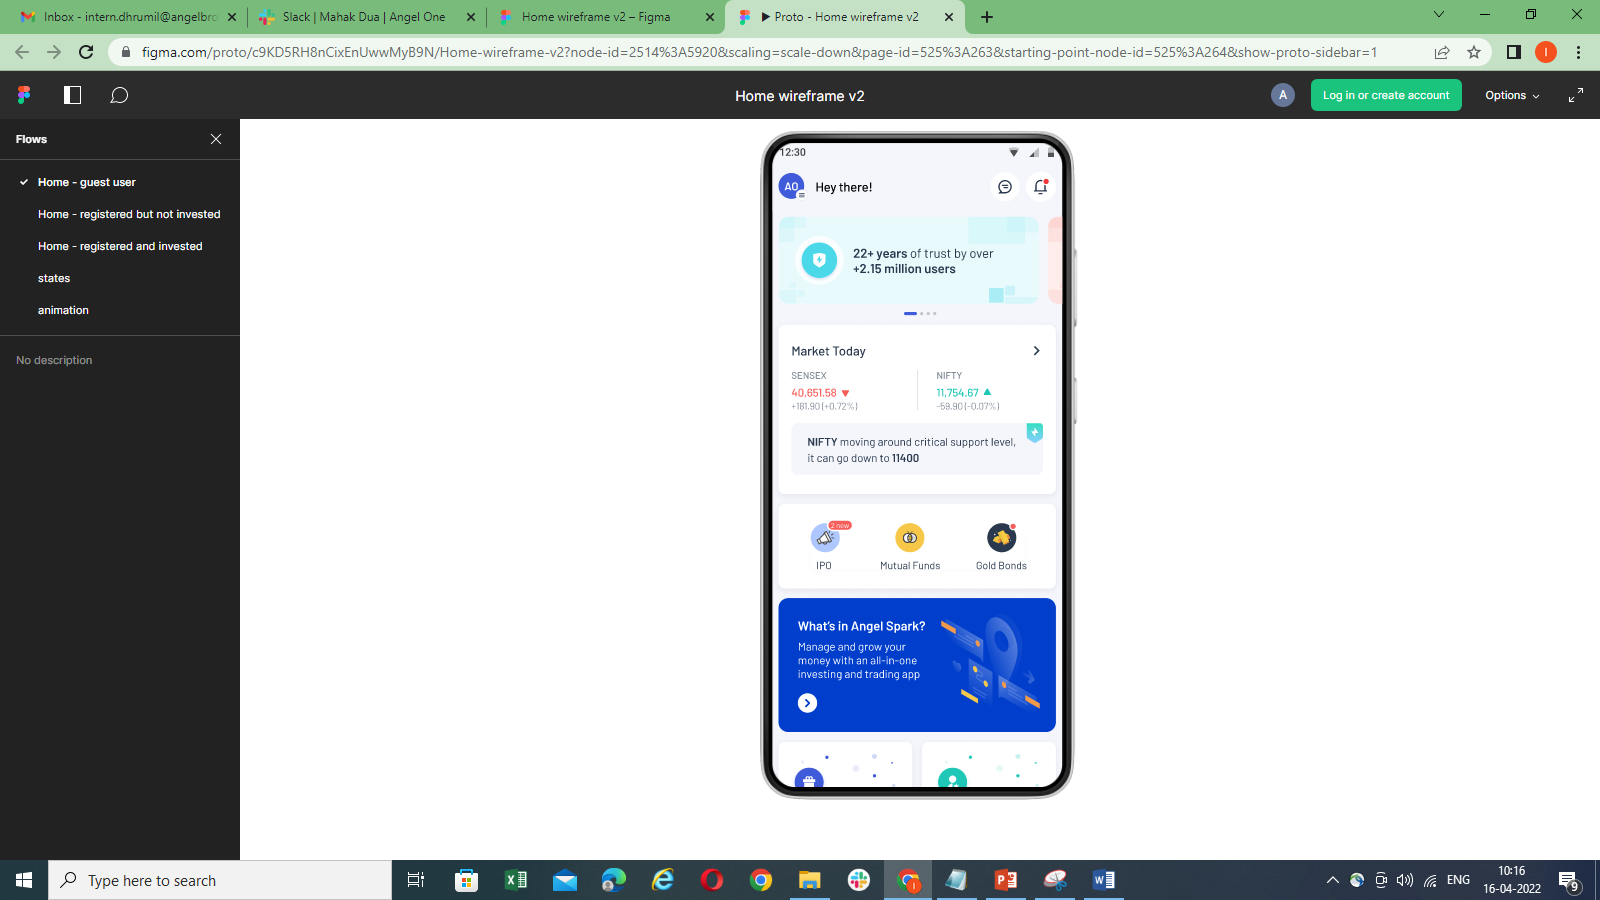 Inbox - intern.dhrumil@angelbro
Slack | Mahak Dua | Angel One
Home wireframe v2 – Figma
Proto - Home wireframe v2
figma.com/proto/c9KD5RH8nCixEnUwwMyB9N/Home-wireframe-v2?node-id=2514%3A5920&scaling=scale-down&page-id=525%3A263&starting-point-node-id=525%3A264&show-proto-sidebar=1
I
Home wireframe v2
A
Log in or create account
Options
Flows
Home - guest user
Home - registered but not invested
Home - registered and invested
states
animation
No description
12:30
AO
Hey there!
22+ years of trust by over
+2.15 million users
Market Today
SENSEX
40,651.58
+181.90 (+0.72%)
NIFTY
11,754.67
-59.90 (-0.07%)
NIFTY moving around critical support level,
it can go down to 11400
2 new
IPO
Mutual Funds
Gold Bonds
What's in Angel Spark?
Manage and grow your
money with an all-in-one
investing and trading app
Type here to search
ENG
10:16
16-04-2022
9